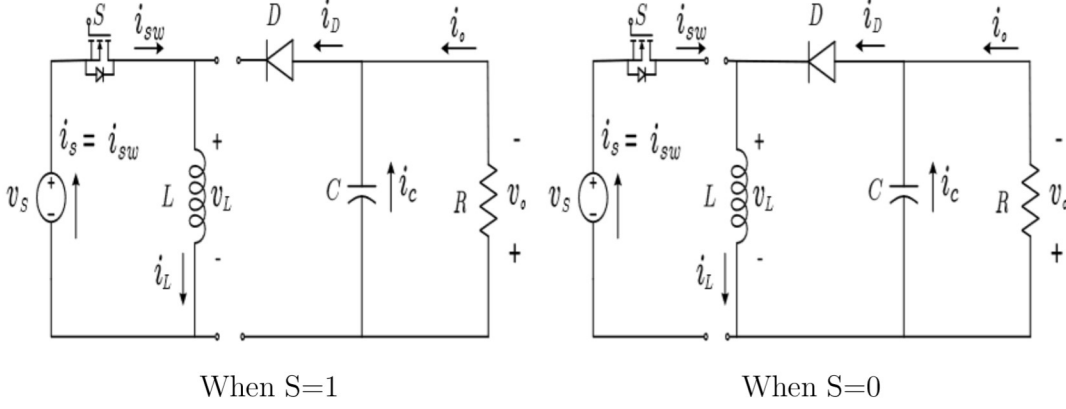 S i_sw D i_D i_o
i_s = i_sw
v_s + - L + v_L - i_L C i_c R - v_o +
When S=1
S i_sw D i_D i_o
i_s = i_sw
v_s + - L + v_L - i_L C i_c R - v_o +
When S=0